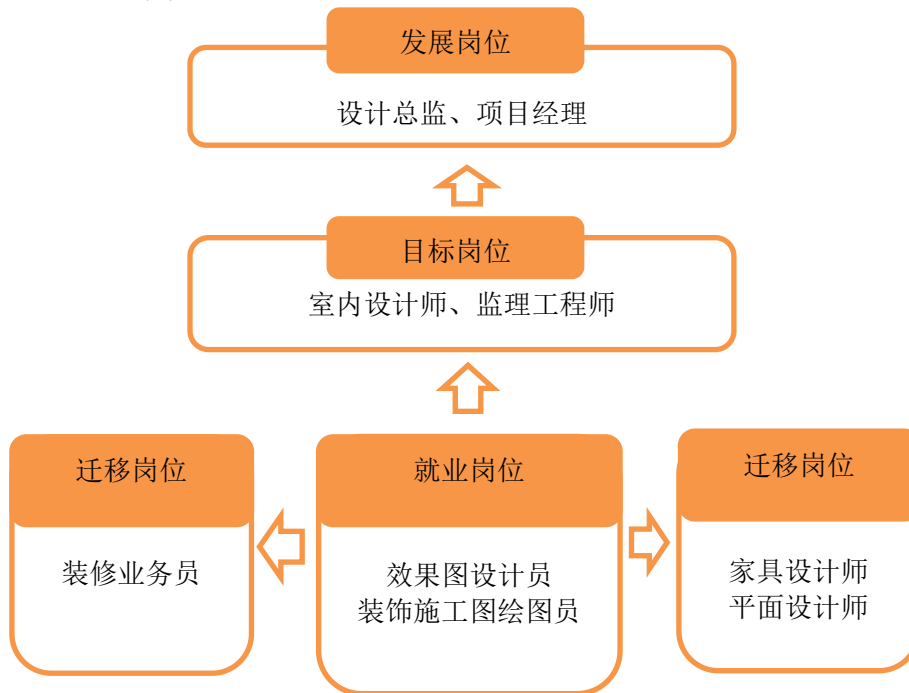 发展岗位
设计总监、项目经理
目标岗位
室内设计师、监理工程师
迁移岗位
装修业务员
就业岗位
效果图设计员
装饰施工图绘图员
迁移岗位
家具设计师
平面设计师